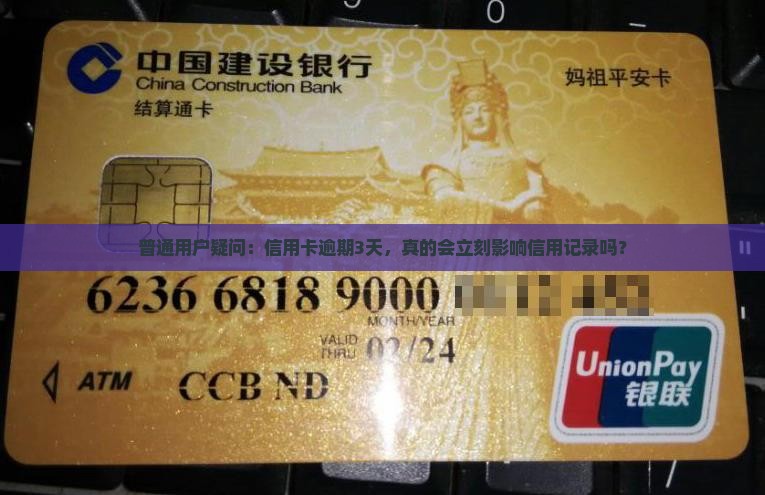 0
中国建设银行
China Construction Bank
妈祖平安卡
结算通卡
普通用户疑问：信用卡逾期3天，真的会立刻影响信用记录吗？
6236 6818 9000
MONTH/YEAR
VALID
THRU
02/24
ATM
CCB ND
UnionPay
银联